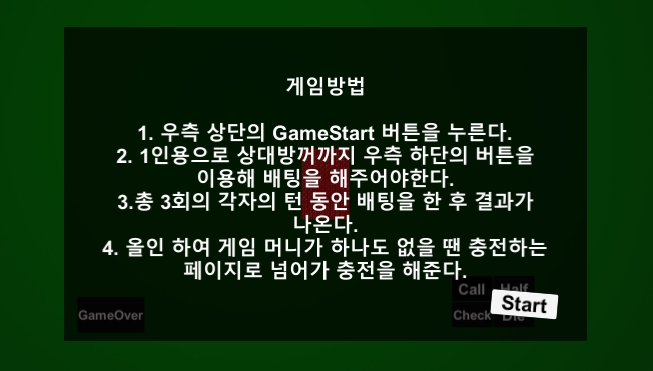 게임방법
1. 우측 상단의 GameStart 버튼을 누른다.
2. 1인용으로 상대방꺼까지 우측 하단의 버튼을
이용해 배팅을 해주어야한다.
3.총 3회의 각자의 턴 동안 배팅을 한 후 결과가
나온다.
4. 올인 하여 게임 머니가 하나도 없을 땐 충전하는
페이지로 넘어가 충전을 해준다.
Call Half
Start
GameOver
Check Die